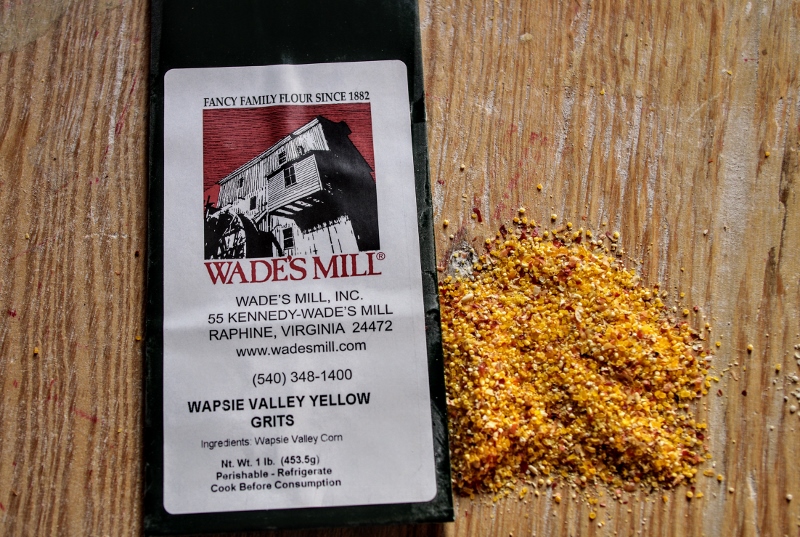 FANCY FAMILY FLOUR SINCE 1882
WADE'S MILL®
WADE'S MILL, INC.
55 KENNEDY-WADE'S MILL
RAPHINE, VIRGINIA 24472
www.wadesmill.com
(540) 348-1400
WAPSIE VALLEY YELLOW
GRITS
Ingredients: Wapsie Valley Corn
Nt. Wt. 1 lb. (453.5g)
Perishable - Refrigerate
Cook Before Consumption